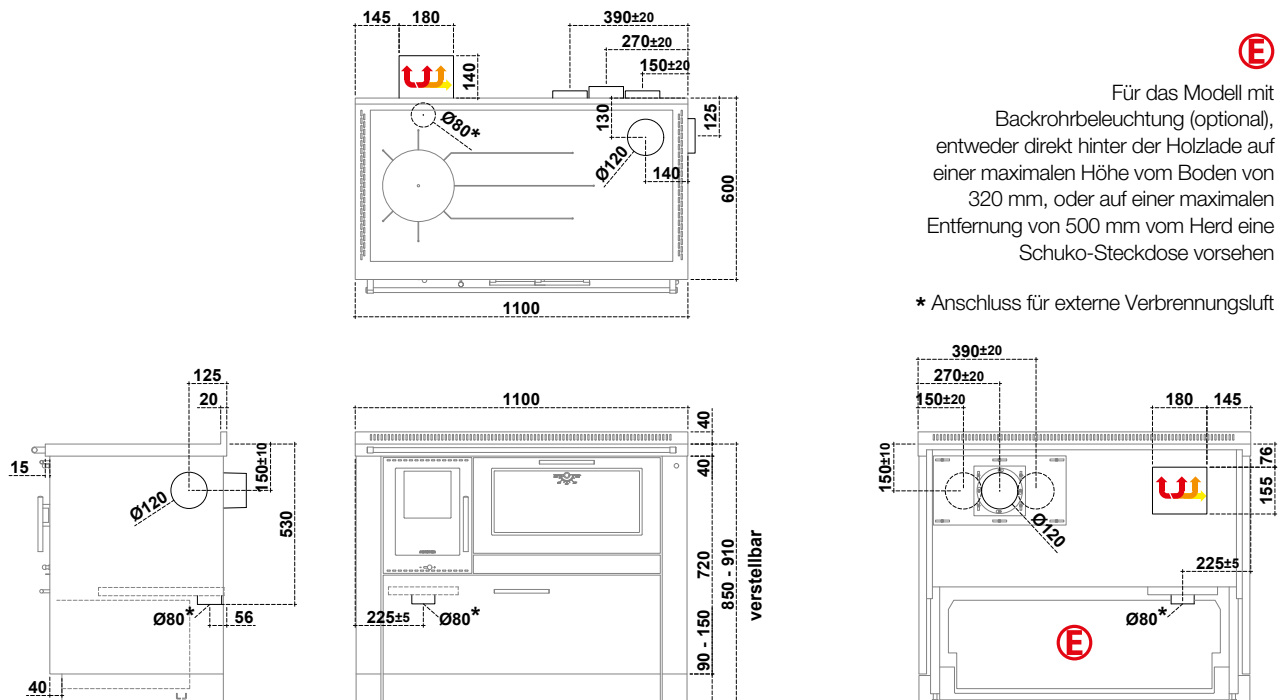 145 180 390±20
270±20
150±20
140
Ø80*
130
125
Ø120
140
600
1100
E
Für das Modell mit
Backrohrbeleuchtung (optional),
entweder direkt hinter der Holzlade auf
einer maximalen Höhe vom Boden von
320 mm, oder auf einer maximalen
Entfernung von 500 mm vom Herd eine
Schuko-Steckdose vorsehen
* Anschluss für externe Verbrennungsluft
125
20
15
150±10
Ø120
530
Ø80*
56
40
1100
40
40
720
850 - 910
verstellbar
225±5
Ø80*
90 - 150
390±20
270±20
150±20
180 145
150±10
76
155
Ø120
225±5
Ø80*
E